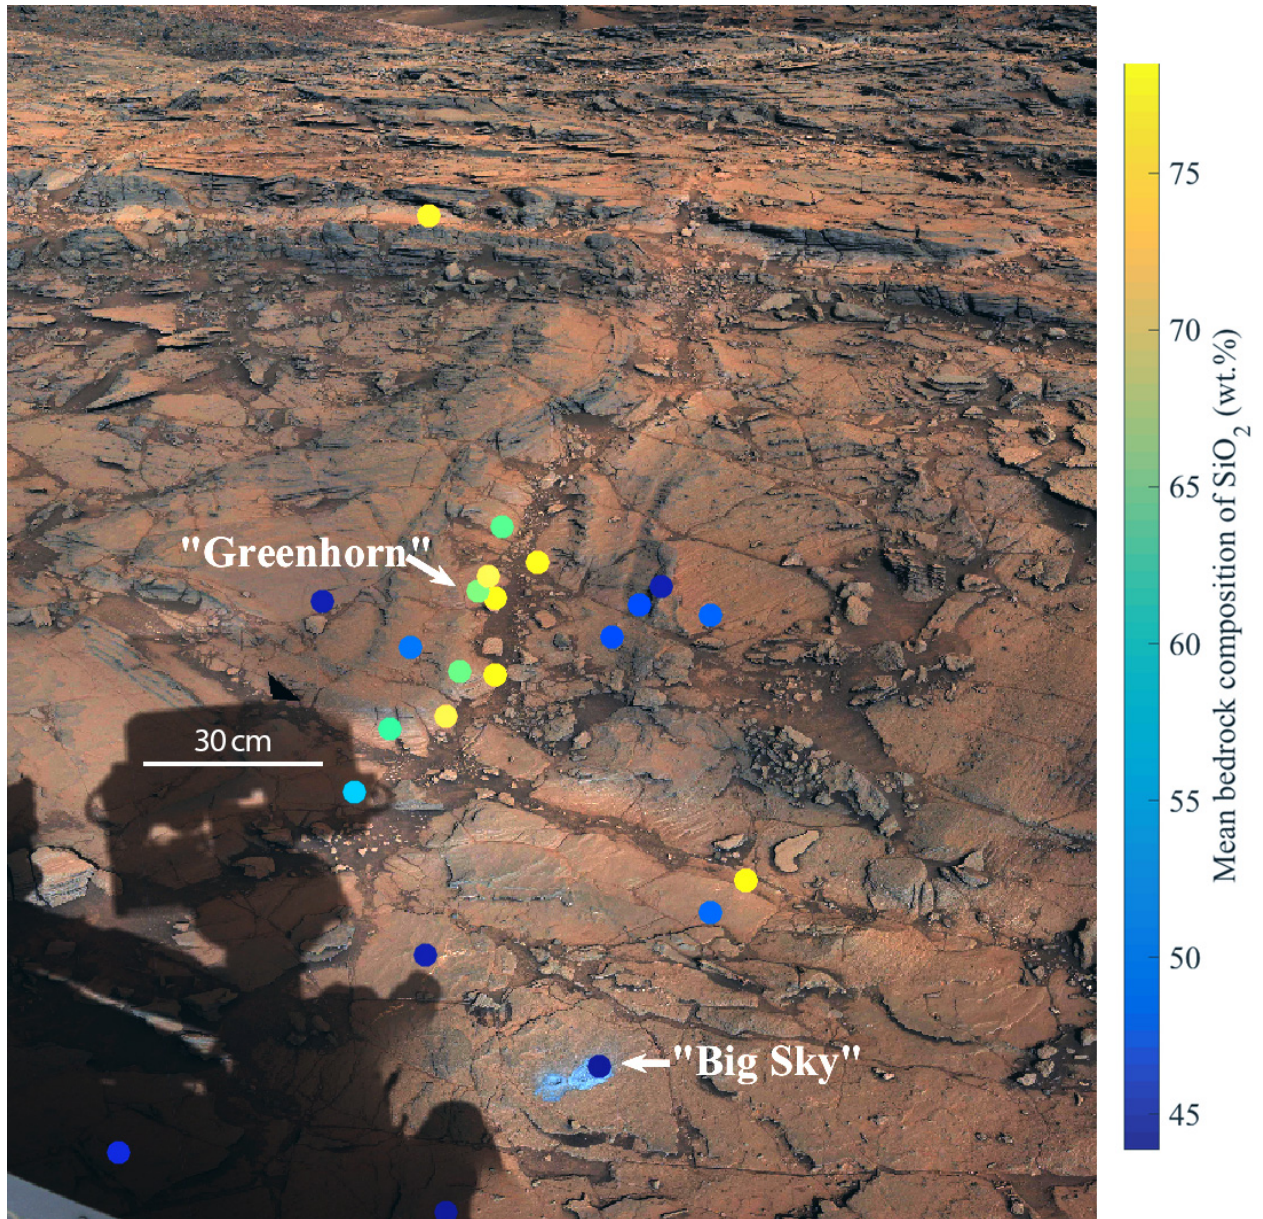 "Greenhorn"
30 cm
"Big Sky"
75
70
65
60
55
50
45
Mean bedrock composition of SiO₂ (wt.%)